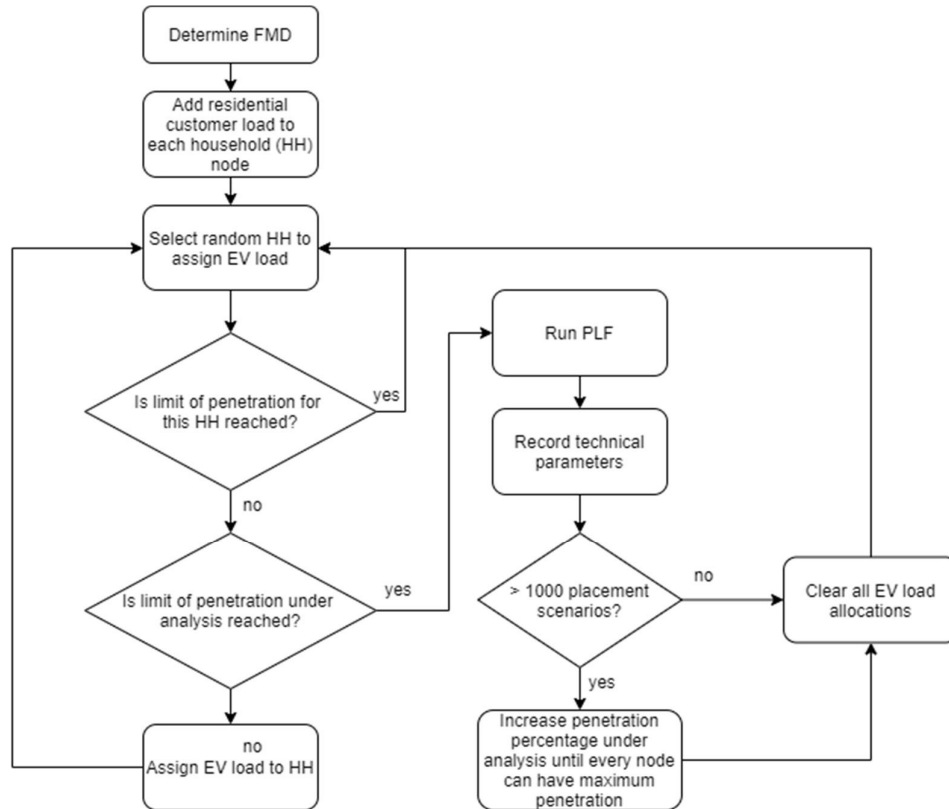 Determine FMD
Add residential
customer load to
each household (HH)
node
Select random HH to
assign EV load
Is limit of penetration for
this HH reached?
yes
no
Is limit of penetration under
analysis reached?
yes
no
Assign EV load to HH
Run PLF
Record technical
parameters
> 1000 placement
scenarios?
no
yes
Increase penetration
percentage under
analysis until every node
can have maximum
penetration
Clear all EV load
allocations